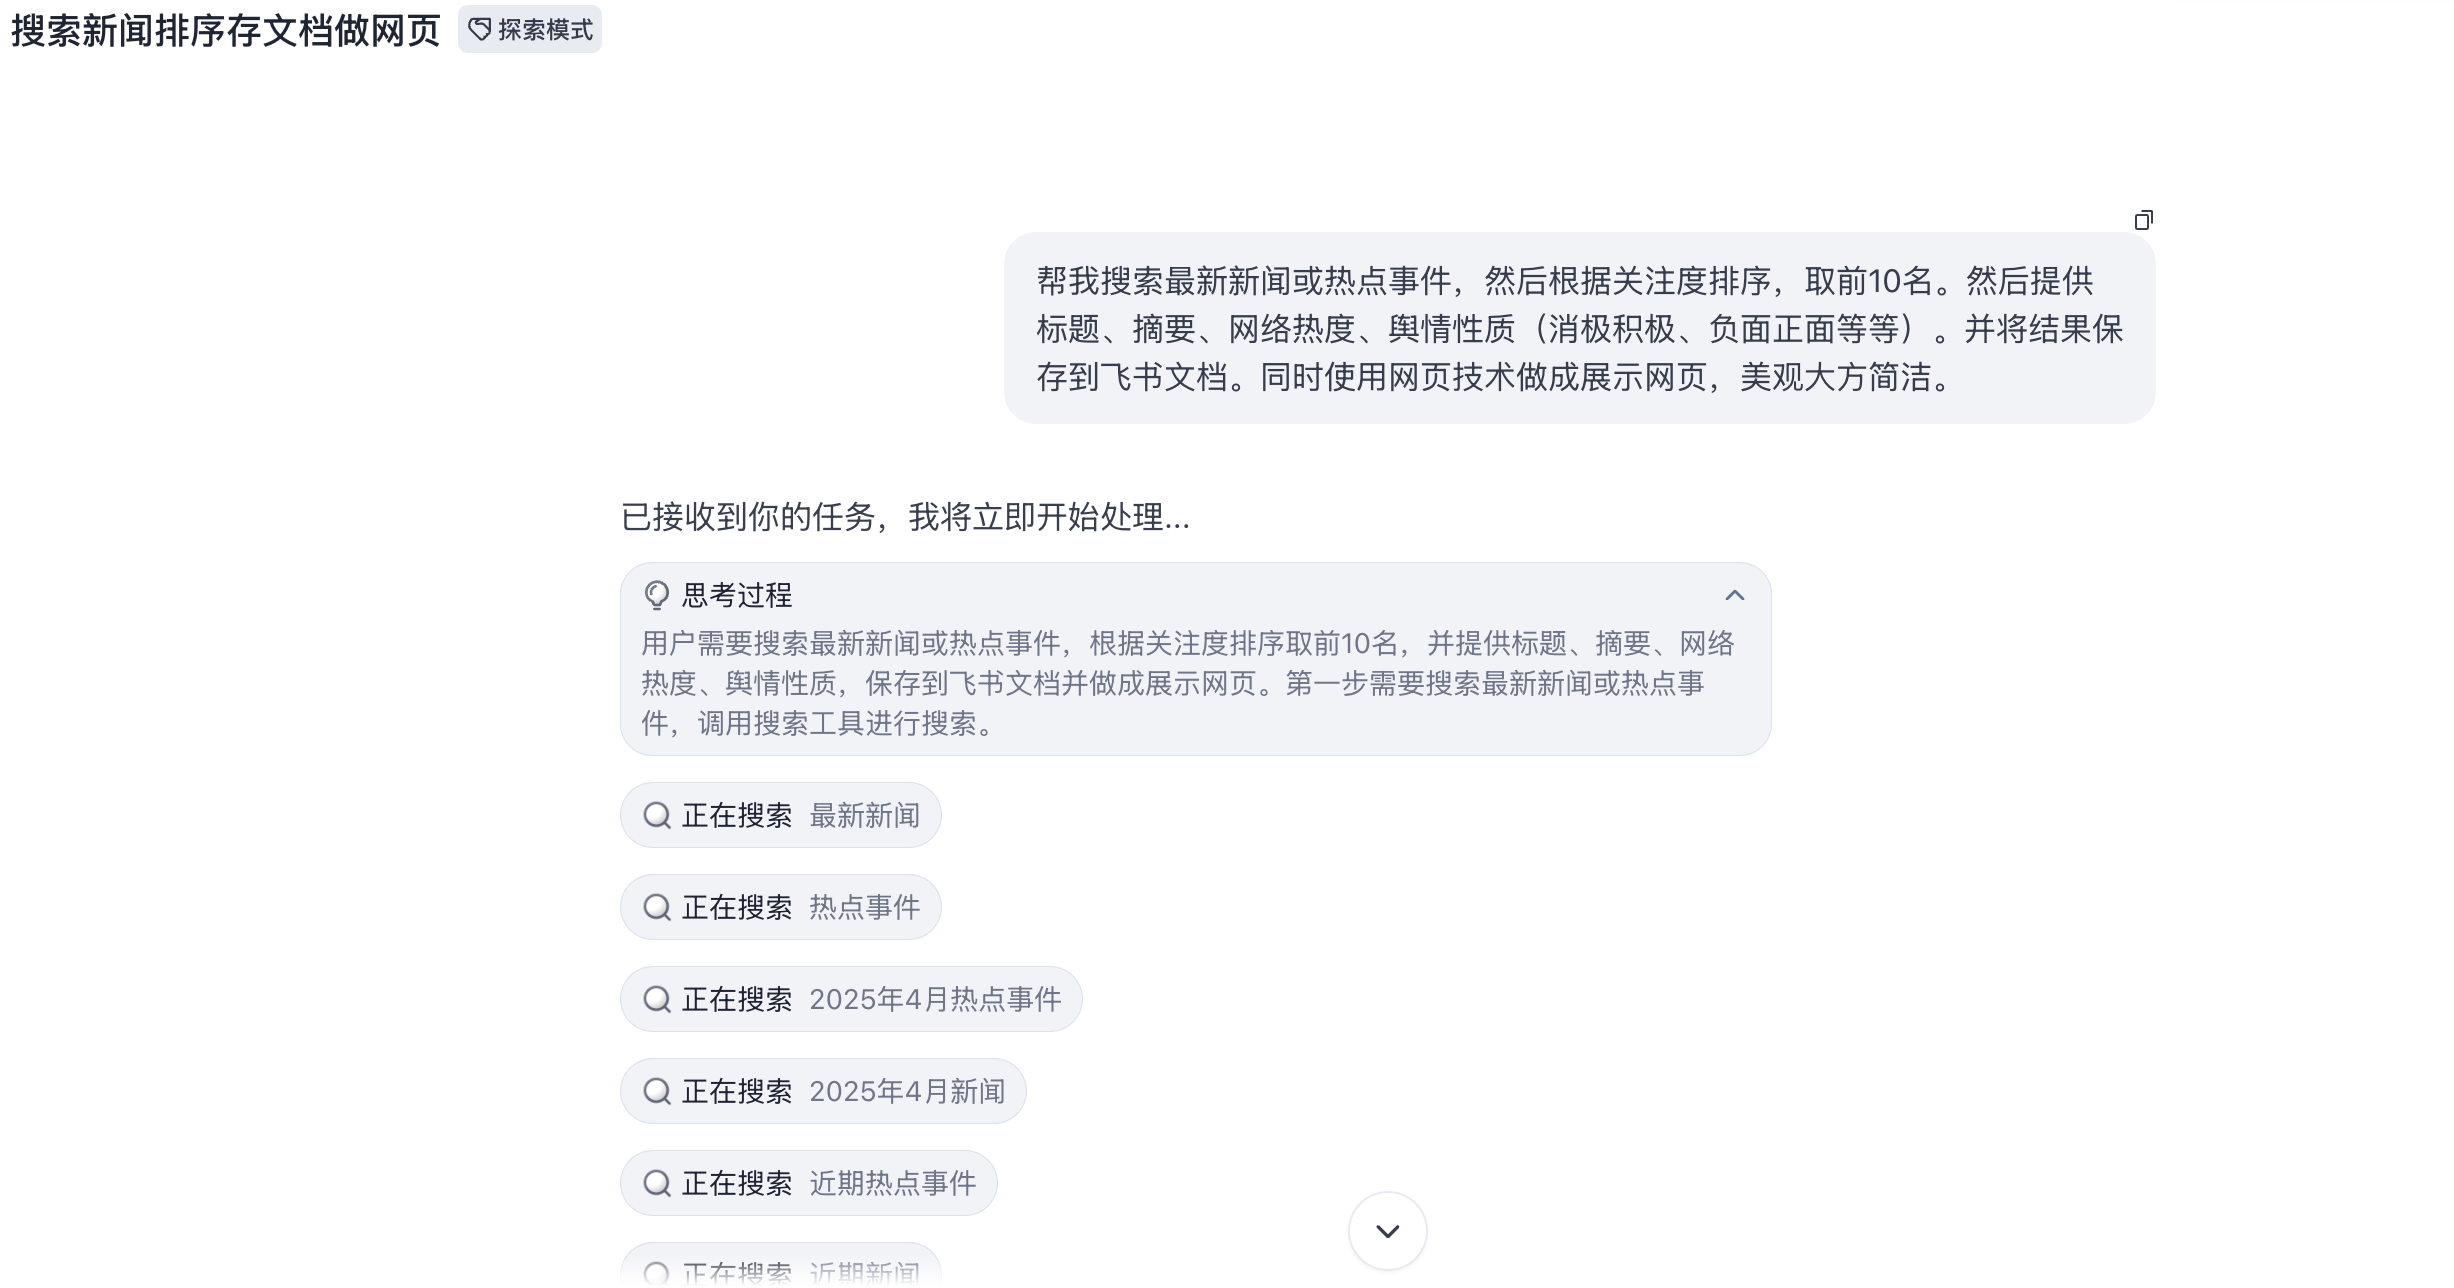 搜索新闻排序存文档做网页 探索模式
帮我搜索最新新闻或热点事件，然后根据关注度排序，取前10名。然后提供
标题、摘要、网络热度、舆情性质（消极积极、负面正面等等）。并将结果保
存到飞书文档。同时使用网页技术做成展示网页，美观大方简洁。
已接收到你的任务，我将立即开始处理...
思考过程
用户需要搜索最新新闻或热点事件，根据关注度排序取前10名，并提供标题、摘要、网络
热度、舆情性质，保存到飞书文档并做成展示网页。第一步需要搜索最新新闻或热点事
件，调用搜索工具进行搜索。
正在搜索 最新新闻
正在搜索 热点事件
正在搜索 2025年4月热点事件
正在搜索 2025年4月新闻
正在搜索 近期热点事件
正在搜索 近期新闻